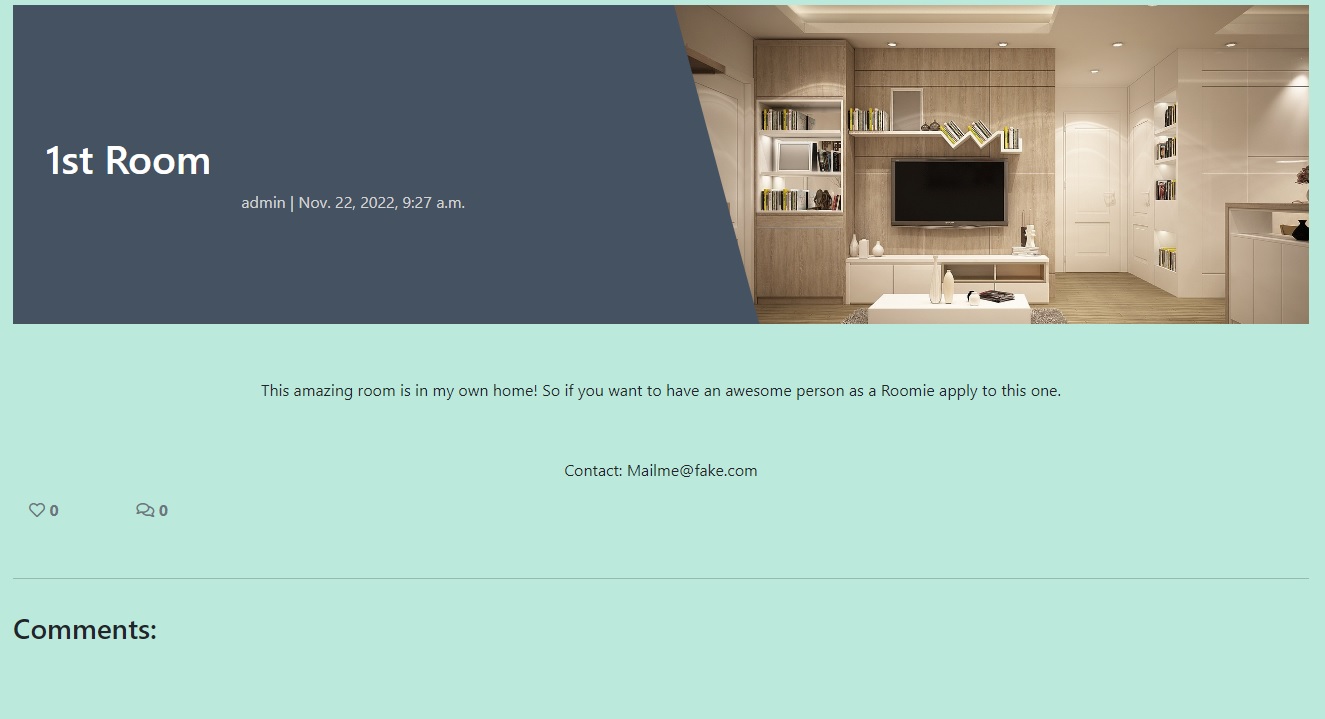 1st Room
admin | Nov. 22, 2022, 9:27 a.m.
This amazing room is in my own home! So if you want to have an awesome person as a Roomie apply to this one.
Contact: Mailme@fake.com
0 0
Comments: